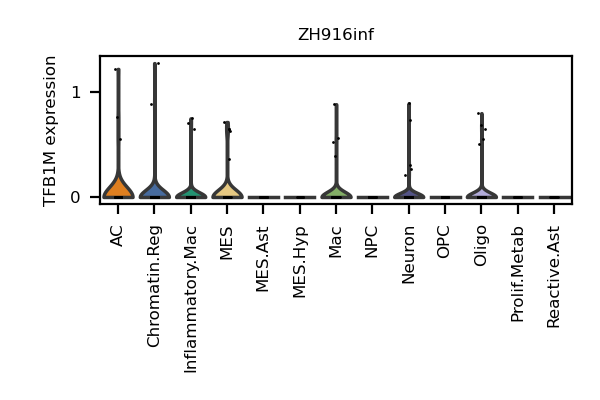 ZH916inf
TFB1M expression
1
0
AC
Chromatin.Reg
Inflammatory.Mac
MES
MES.Ast
MES.Hyp
Mac
NPC
Neuron
OPC
Oligo
Prolif.Metab
Reactive.Ast